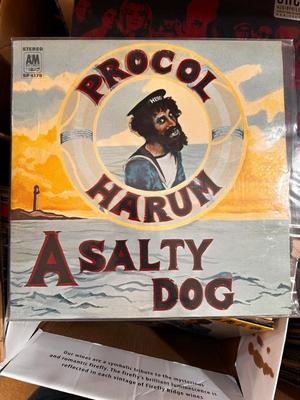 STEREO
A&M
SP 4179
PROCOL
HARUM
A SALTY
DOG
Our wines are a symbolic tribute to the mysterious
and romantic firefly. The firefly's brilliant luminescence is
reflected in each vintage of Firefly Ridge wines